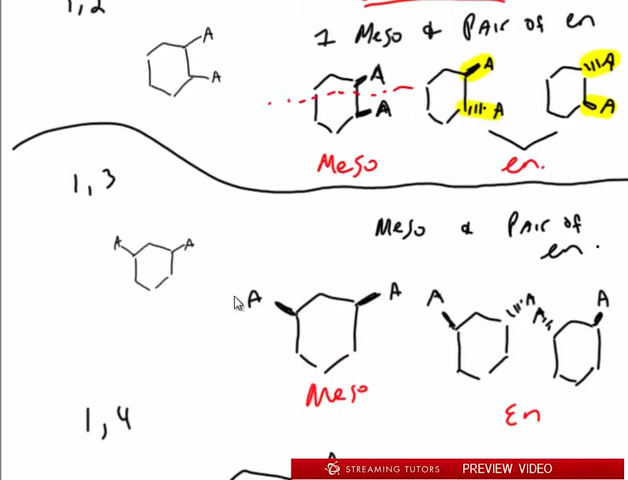 1,2
1 Meso & Pair of en
A
A
A
A
A
A
A
A
Meso
en.
1,3
Meso & Pair of
en.
A
A
A
A
A
A
A
A
Meso
En
1,4
A
STREAMING TUTORS PREVIEW VIDEO